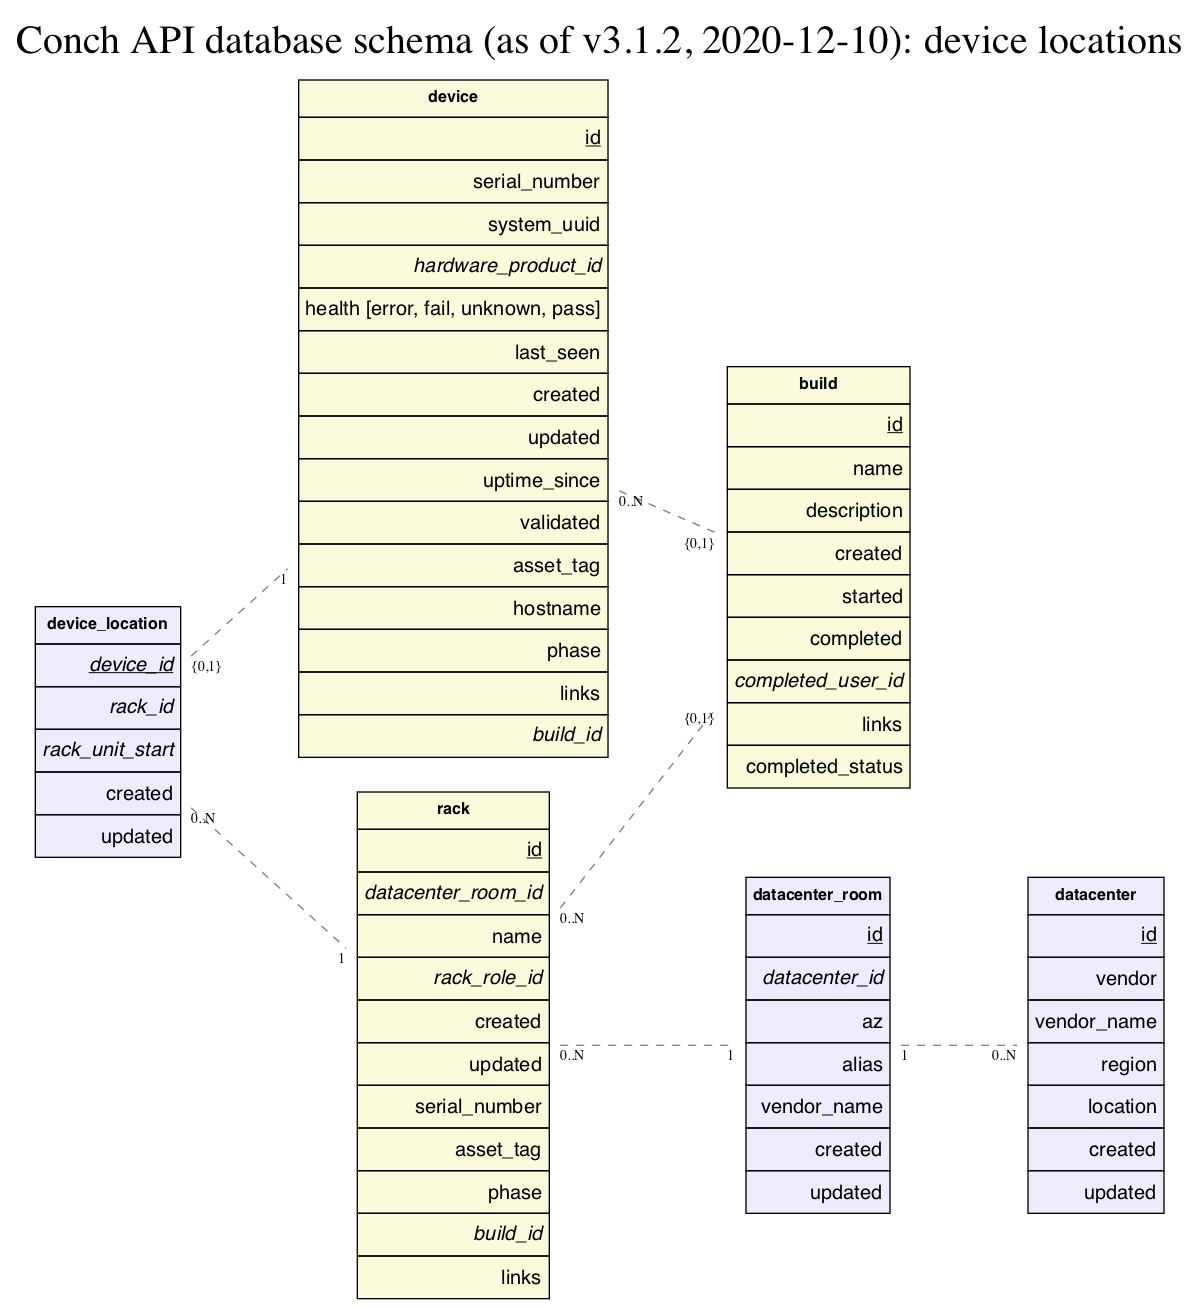 Conch API database schema (as of v3.1.2, 2020-12-10): device locations
device
id
serial_number
system_uuid
hardware_product_id
health [error, fail, unknown, pass]
last_seen
created
updated
uptime_since
validated
asset_tag
hostname
phase
links
build_id
build
id
name
description
created
started
completed
completed_user_id
links
completed_status
0..N
{0,1}
1
{0,1}
device_location
device_id
rack_id
rack_unit_start
created
updated
0..N
1
{0,1}
0..N
rack
id
datacenter_room_id
name
rack_role_id
created
updated
serial_number
asset_tag
phase
build_id
links
0..N
1
datacenter_room
id
datacenter_id
az
alias
vendor_name
created
updated
1
0..N
datacenter
id
vendor
vendor_name
region
location
created
updated